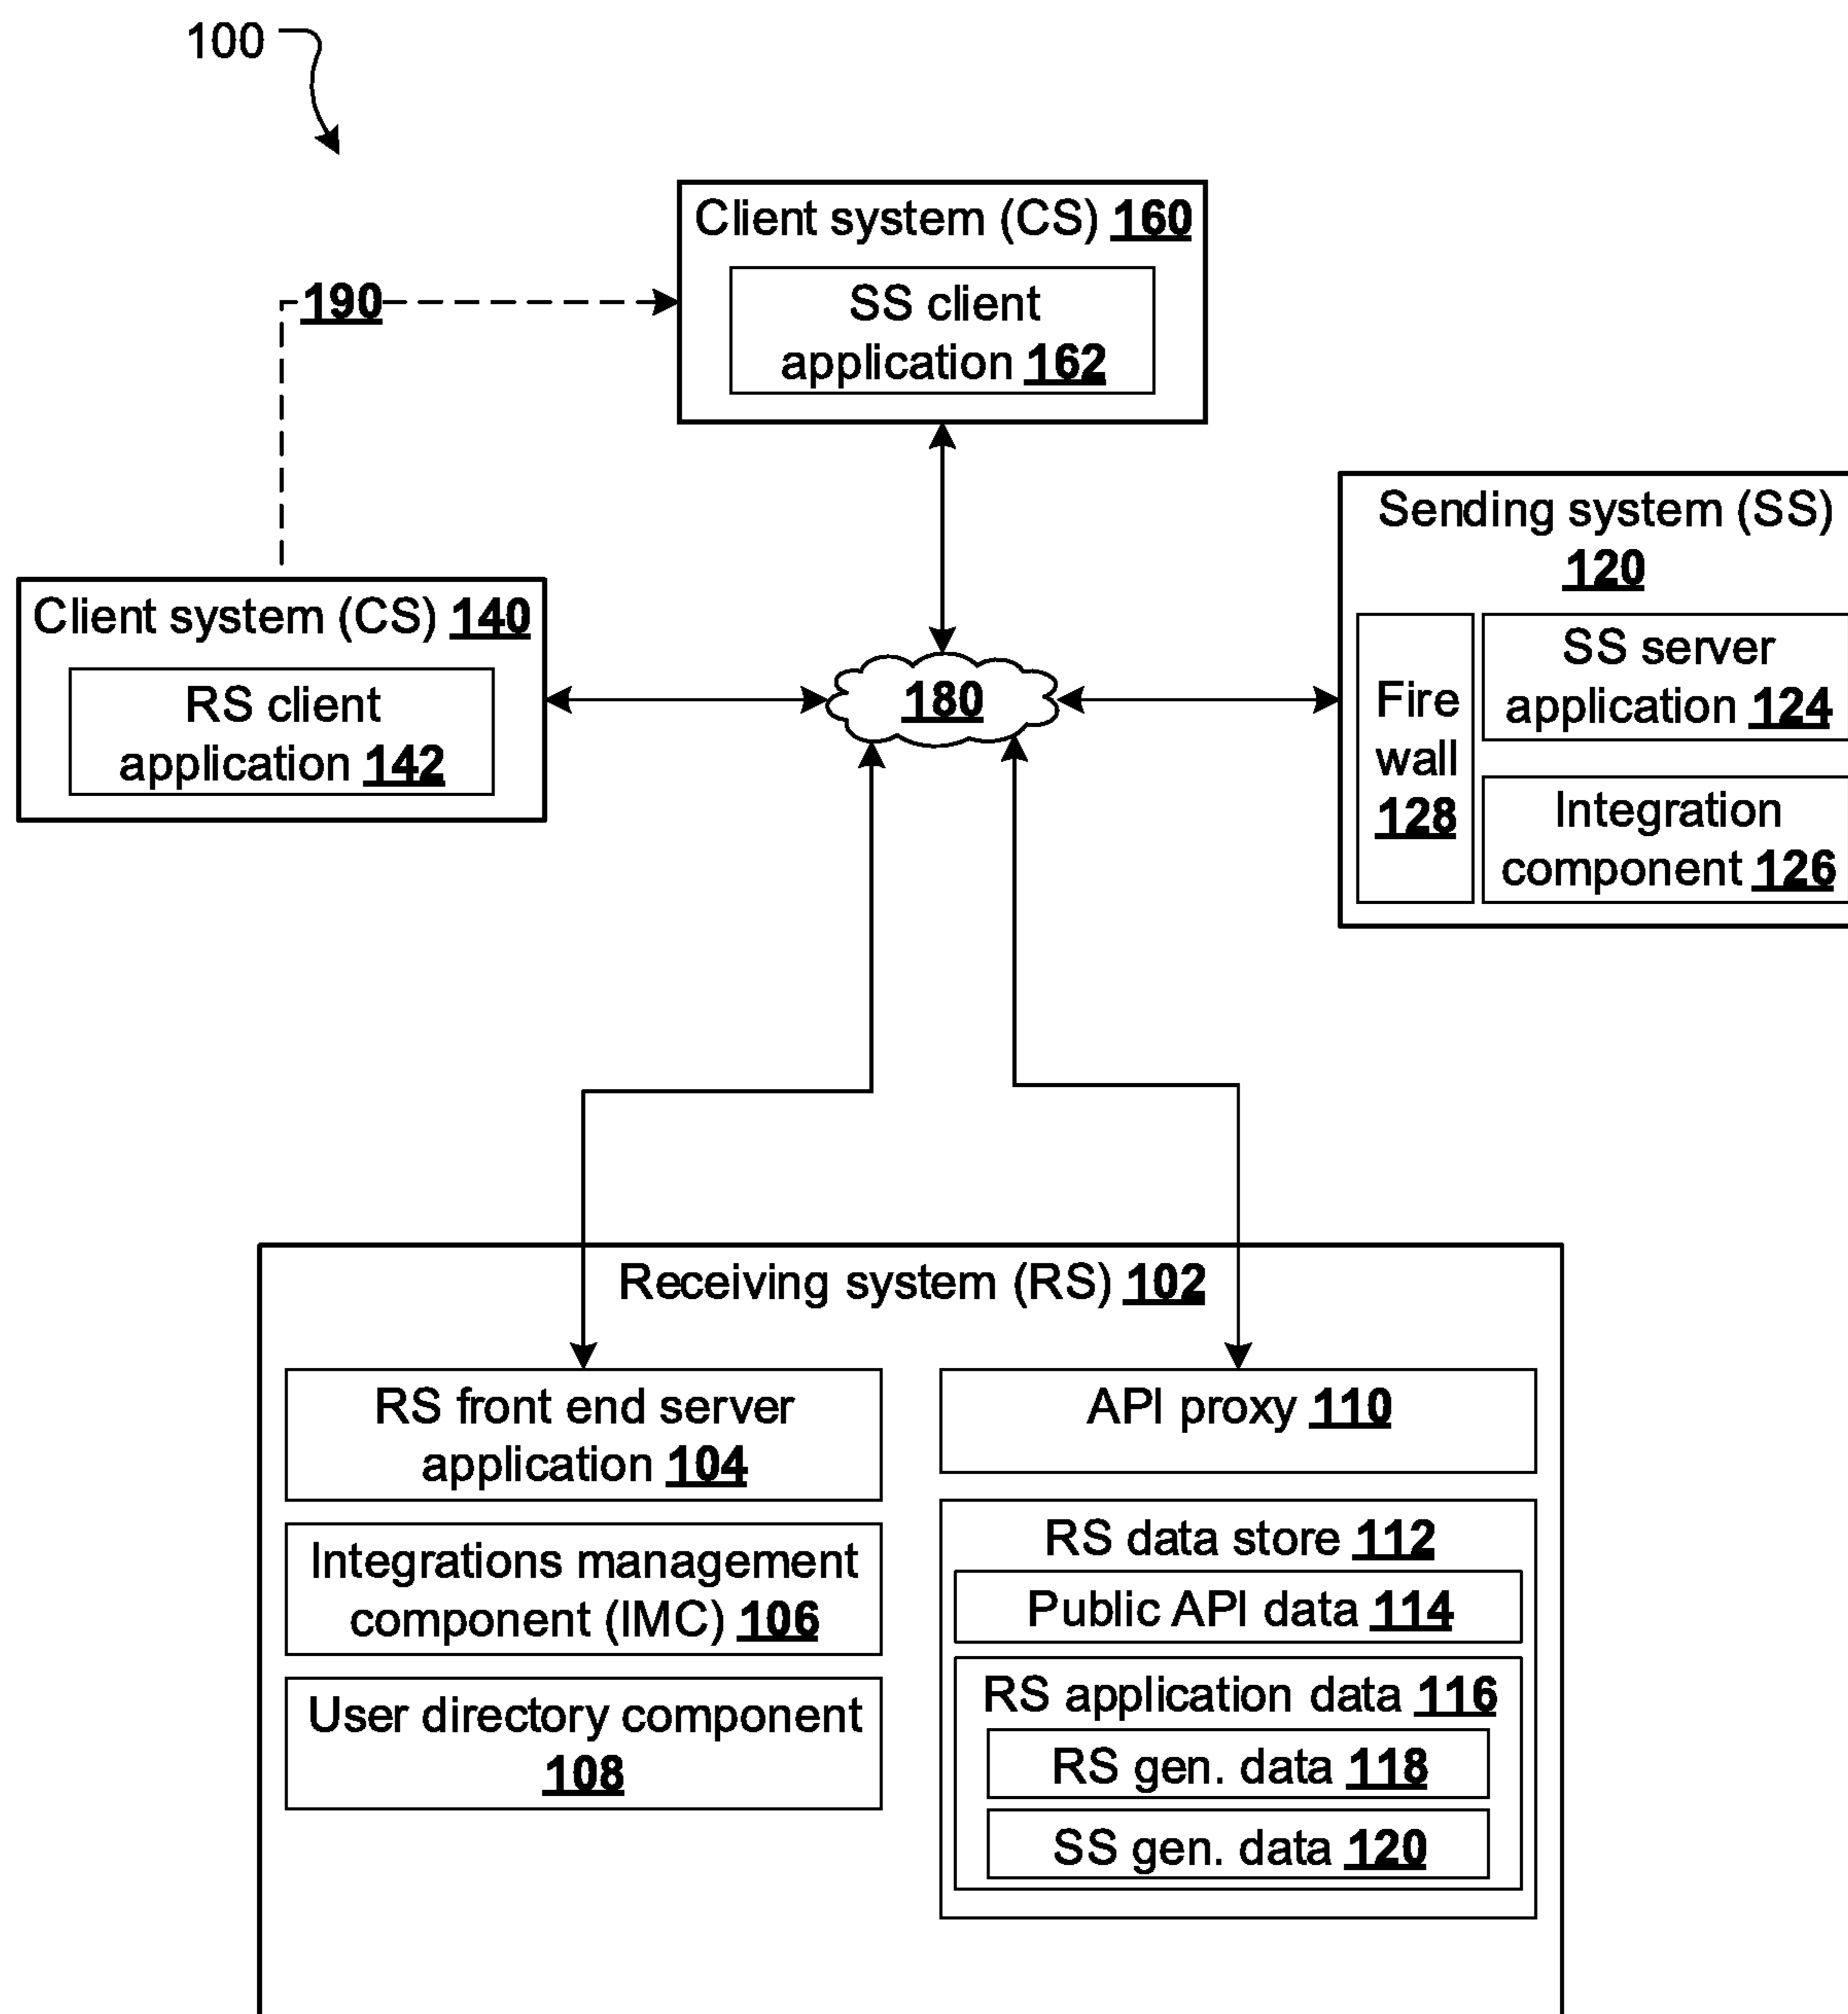 100
Client system (CS) 160
SS client
application 162
190
Sending system (SS)
120
Fire
wall
128
SS server
application 124
Integration
component 126
Client system (CS) 140
RS client
application 142
180
Receiving system (RS) 102
RS front end server
application 104
Integrations management
component (IMC) 106
User directory component
108
API proxy 110
RS data store 112
Public API data 114
RS application data 116
RS gen. data 118
SS gen. data 120